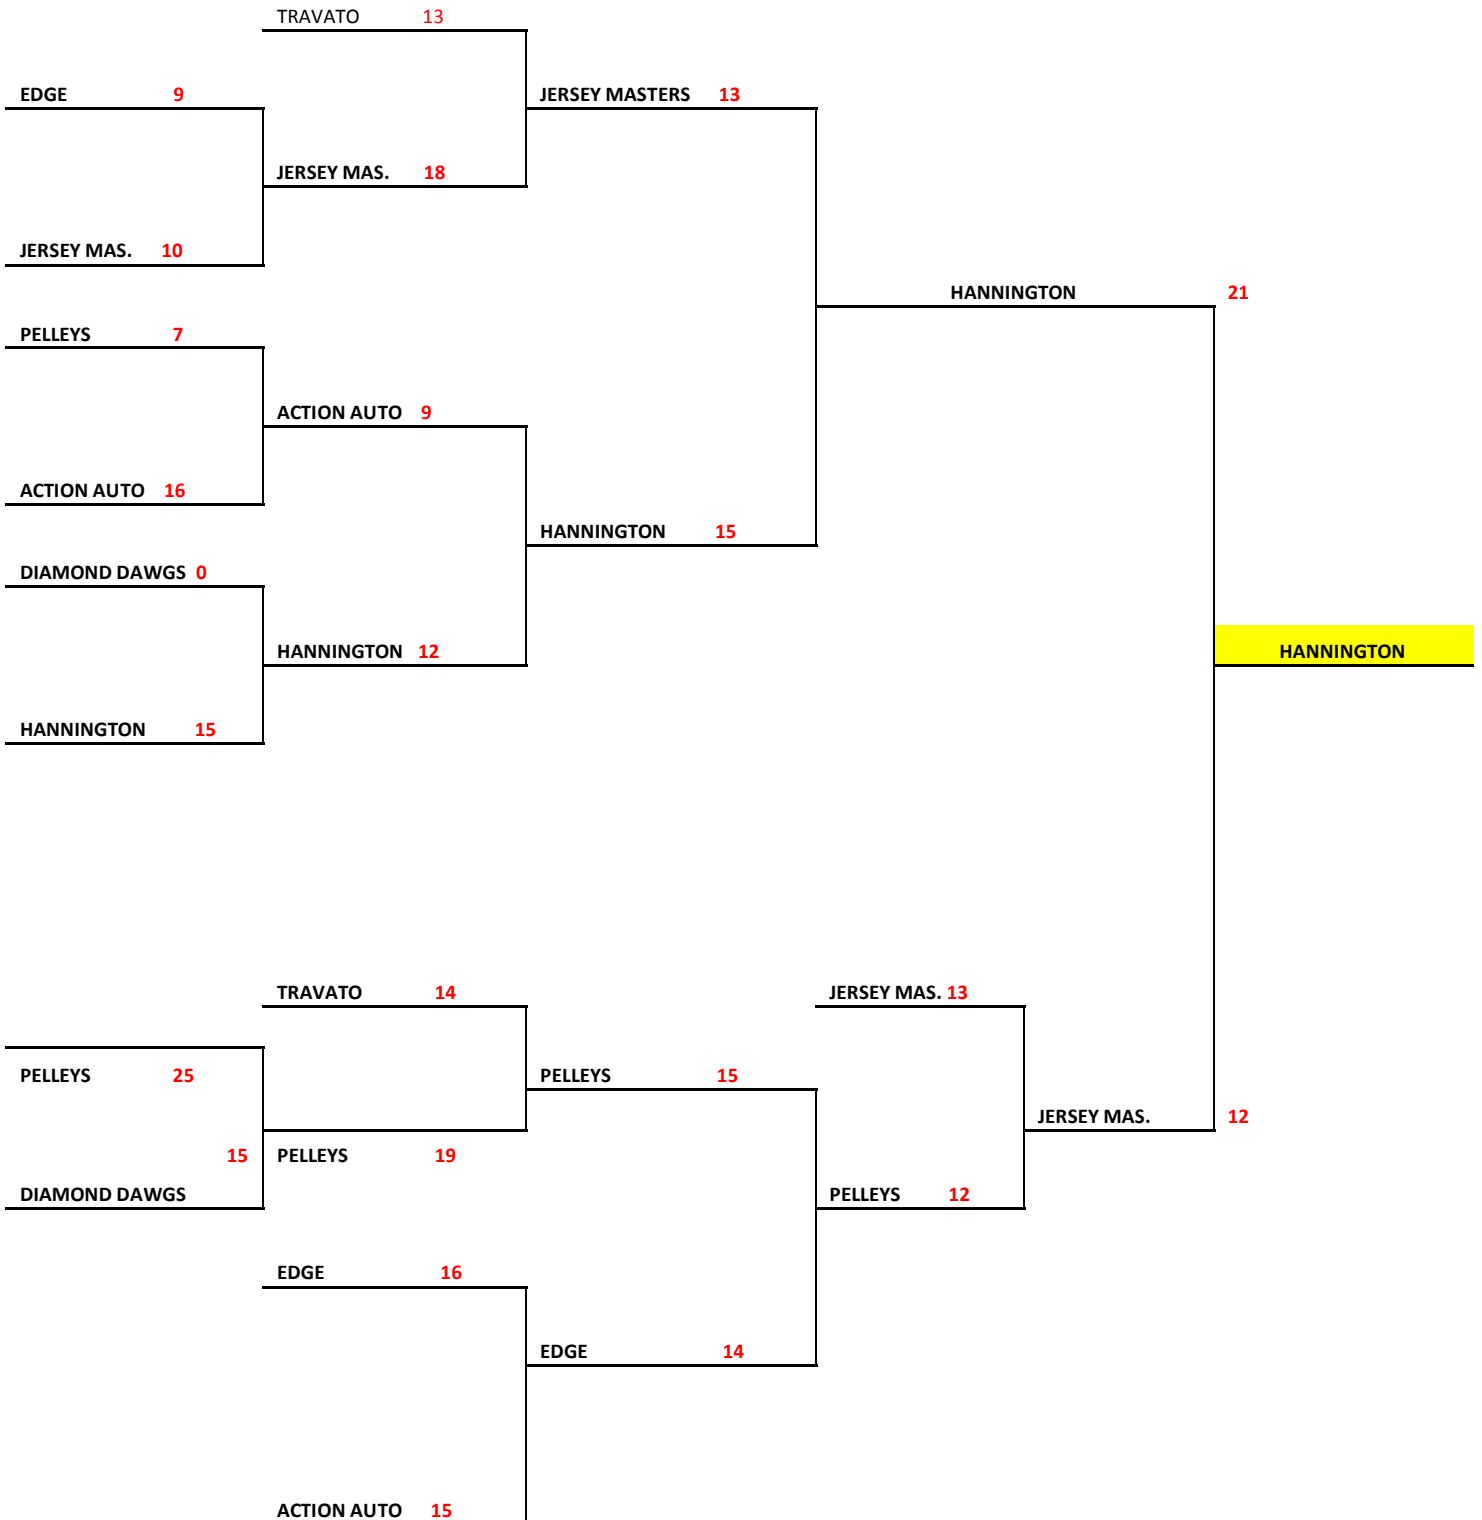 TRAVATO 13
EDGE 9
JERSEY MASTERS 13
JERSEY MAS. 18
JERSEY MAS. 10
HANNINGTON 21
PELLEYS 7
ACTION AUTO 9
ACTION AUTO 16
HANNINGTON 15
DIAMOND DAWGS 0
HANNINGTON 12
HANNINGTON
HANNINGTON 15
TRAVATO 14
JERSEY MAS. 13
PELLEYS 25
PELLEYS 15
JERSEY MAS. 12
15
PELLEYS 19
DIAMOND DAWGS
PELLEYS 12
EDGE 16
EDGE 14
ACTION AUTO 15